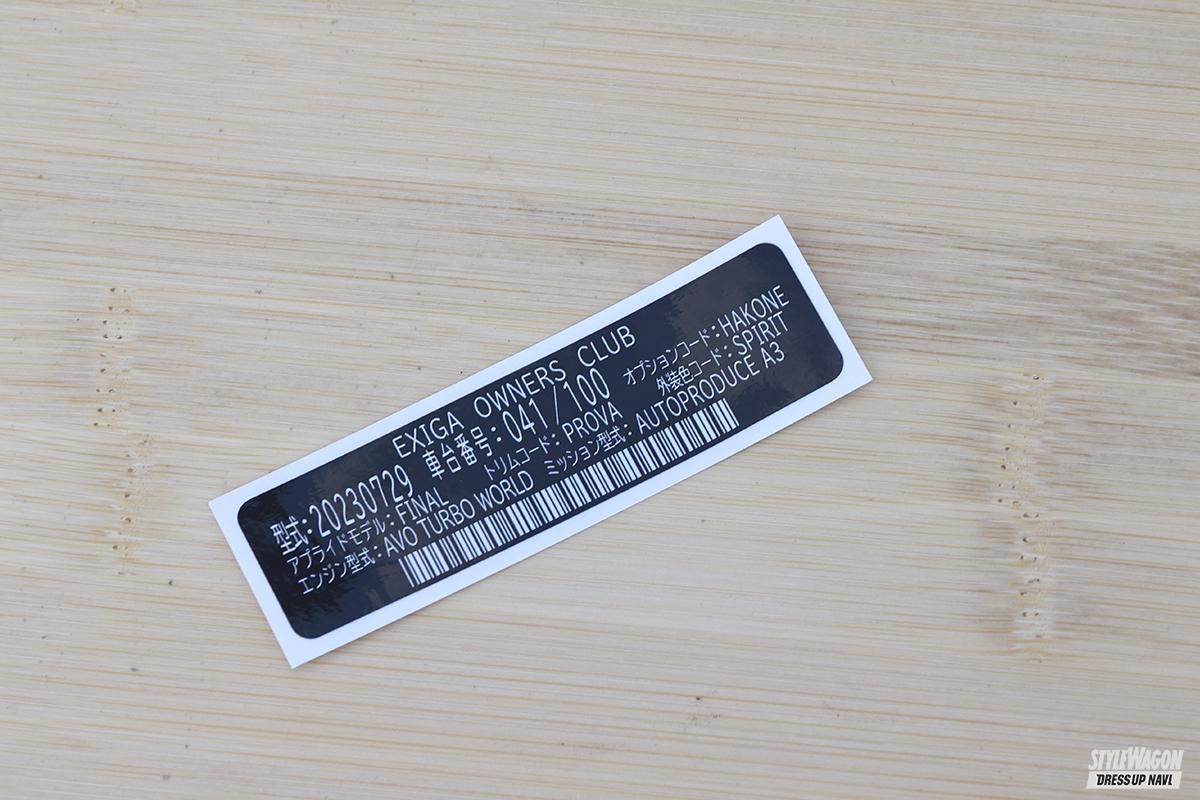 EXIGA OWNERS CLUB
型式:20230729 車台番号:041/100 オプションコード:HAKONE
アプライドモデル:FINAL トリムコード:PROVA 外装色コード:SPIRIT
エンジン型式:AVO TURBO WORLD ミッション型式:AUTOPRODUCE A3
STYLEWAGON
DRESS UP NAVI.